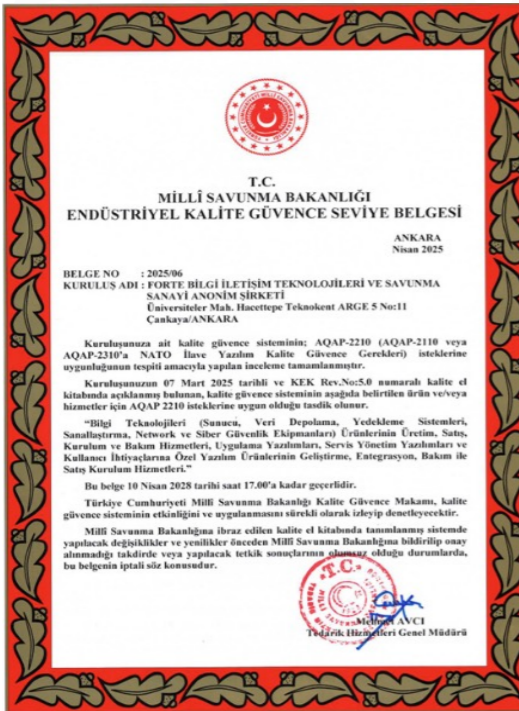 T.C.
MİLLÎ SAVUNMA BAKANLIĞI
ENDÜSTRİYEL KALİTE GÜVENCE SEVİYE BELGESİ
ANKARA
Nisan 2025
BELGE NO : 2025/06
KURULUŞ ADI : FORTE BİLGİ İLETİŞİM TEKNOLOJİLERİ VE SAVUNMA
SANAYİ ANONİM ŞİRKETİ
Üniversiteler Mah. Hacettepe Teknokent ARGE 5 No:11
Çankaya/ANKARA
Kuruluşunuza ait kalite güvence sisteminin; AQAP-2210 (AQAP-2110 veya
AQAP-2310'a NATO İlave Yazılım Kalite Güvence Gerekleri) isteklerine
uygunluğunun tespiti amacıyla yapılan inceleme tamamlanmıştır.
Kuruluşunuzun 07 Mart 2025 tarihli ve KEK Rev.No:5.0 numaralı kalite el
kitabında açıklanmış bulunan, kalite güvence sisteminin aşağıda belirtilen ürün ve/veya
hizmetler için AQAP 2210 isteklerine uygun olduğu tasdik olunur.
“Bilgi Teknolojileri (Sunucu, Veri Depolama, Yedekleme Sistemleri,
Sanallaştırma, Network ve Siber Güvenlik Ekipmanları) Ürünlerinin Üretim, Satış,
Kurulum ve Bakım Hizmetleri, Uygulama Yazılımları, Servis Yönetim Yazılımları ve
Kullanıcı İhtiyaçlarına Özel Yazılım Ürünlerinin Geliştirme, Entegrasyon, Bakım ile
Satış Kurulum Hizmetleri.”
Bu belge 10 Nisan 2028 tarihi saat 17.00'a kadar geçerlidir.
Türkiye Cumhuriyeti Millî Savunma Bakanlığı Kalite Güvence Makamı, kalite
güvence sisteminin etkinliğini ve uygulanmasını sürekli olarak izleyip denetleyecektir.
Millî Savunma Bakanlığına ibraz edilen kalite el kitabında tanımlanmış sistemde
yapılacak değişiklikler ve yenilikler önceden Millî Savunma Bakanlığına bildirilip onay
alınmadığı takdirde veya yapılacak tetkik sonuçlarının olumsuz olduğu durumlarda,
bu belgenin iptali söz konusudur.
T.C.
Mehmet AVCI
Tedarik Hizmetleri Genel Müdürü